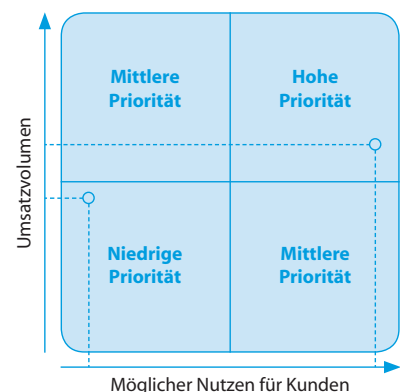 Mittlere
Priorität
Hohe
Priorität
Umsatzvolumen
Niedrige
Priorität
Mittlere
Priorität
Möglicher Nutzen für Kunden